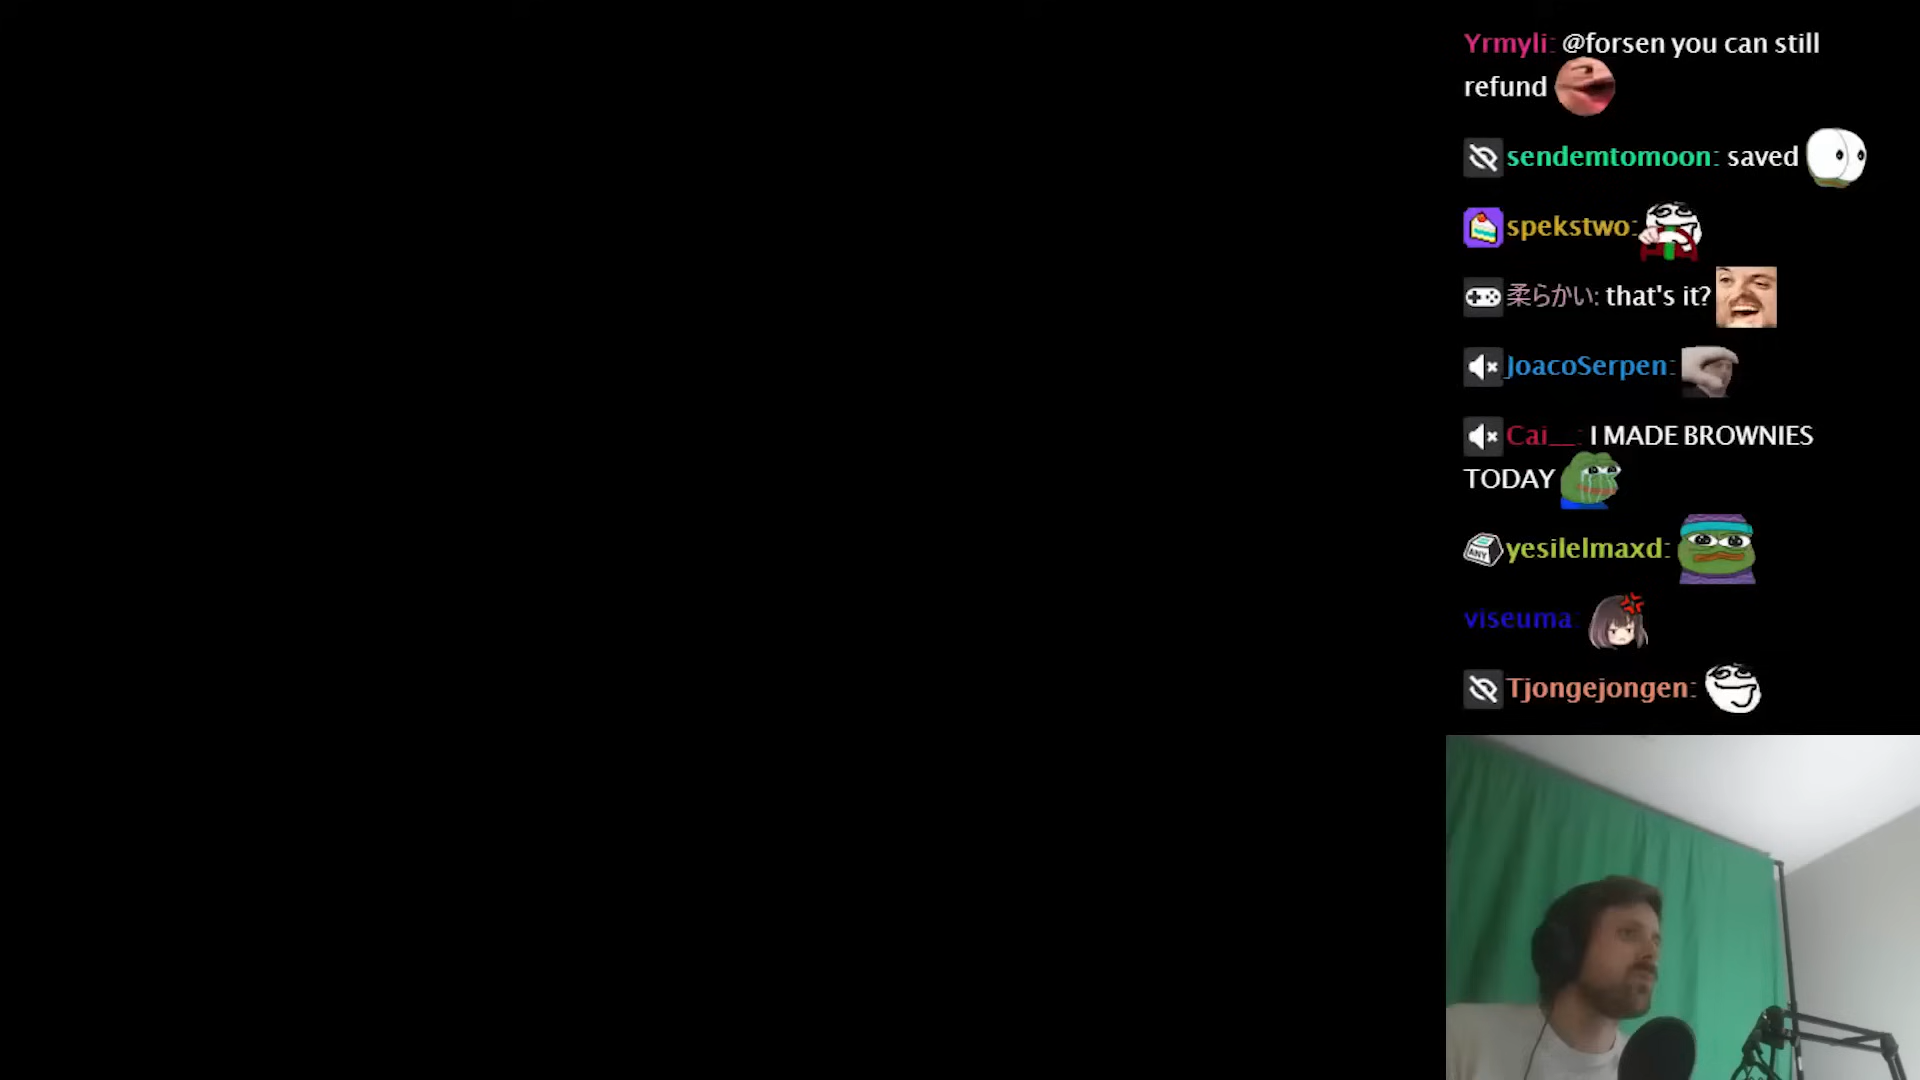 Yrmyli: @forsen you can still
refund
sendemtomoon: saved
spekstwo:
柔らかい: that's it?
JoacoSerpen:
Cai__: I MADE BROWNIES
TODAY
ANY yesilelmaxd:
viseuma:
Tjongejongen: